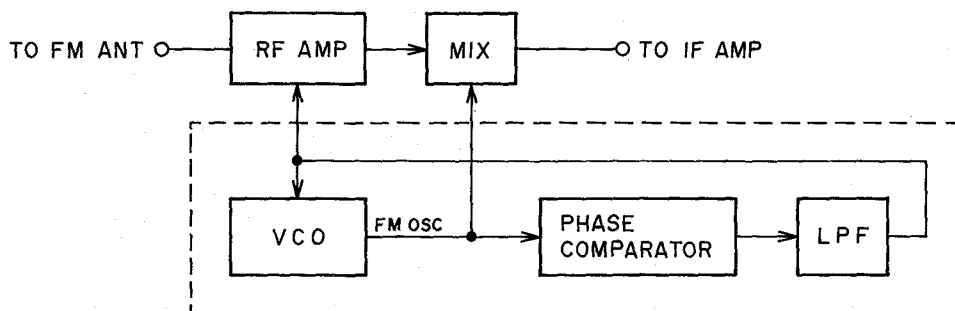 TO FM ANT
RF AMP
MIX
TO IF AMP
VCO
FM OSC
PHASE
COMPARATOR
LPF